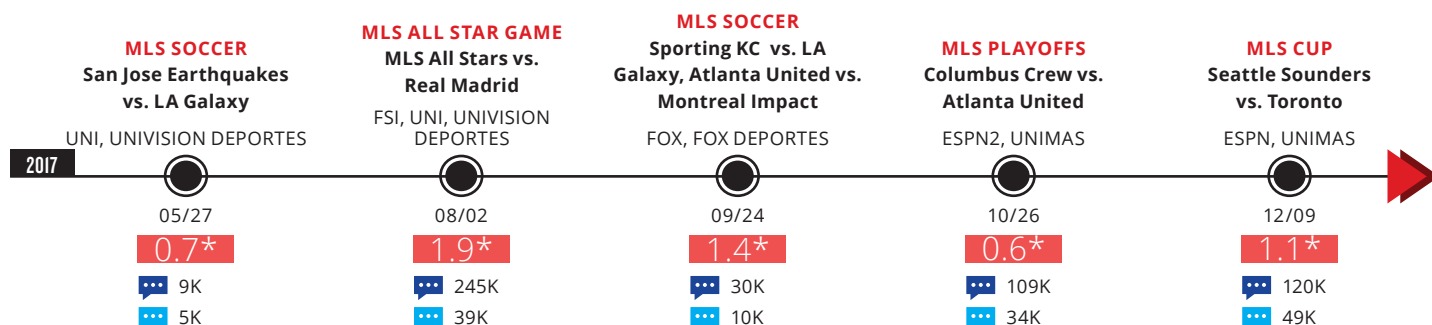 MLS SOCCER
San Jose Earthquakes
vs. LA Galaxy
UNI, UNIVISION DEPORTES
MLS ALL STAR GAME
MLS All Stars vs.
Real Madrid
FSI, UNI, UNIVISION
DEPORTES
MLS SOCCER
Sporting KC vs. LA
Galaxy, Atlanta United vs.
Montreal Impact
FOX, FOX DEPORTES
MLS PLAYOFFS
Columbus Crew vs.
Atlanta United
ESPN2, UNIMAS
MLS CUP
Seattle Sounders
vs. Toronto
ESPN, UNIMAS
2017
05/27
0.7*
9K
5K
08/02
1.9*
245K
39K
09/24
1.4*
30K
10K
10/26
0.6*
109K
34K
12/09
1.1*
120K
49K